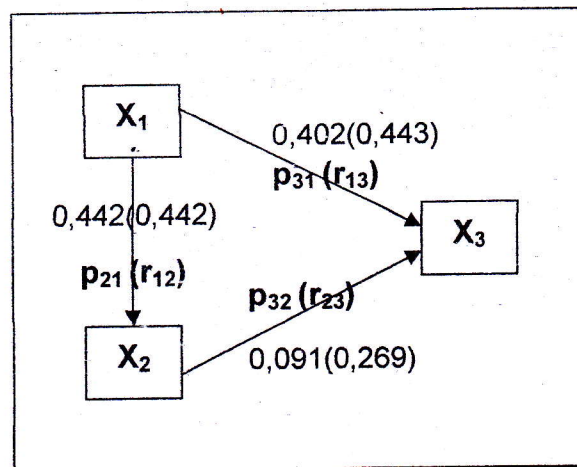 X1
0,402(0,443)
p31 (r13)
0,442(0,442)
X3
p21 (r12)
p32 (r23)
X2
0,091(0,269)